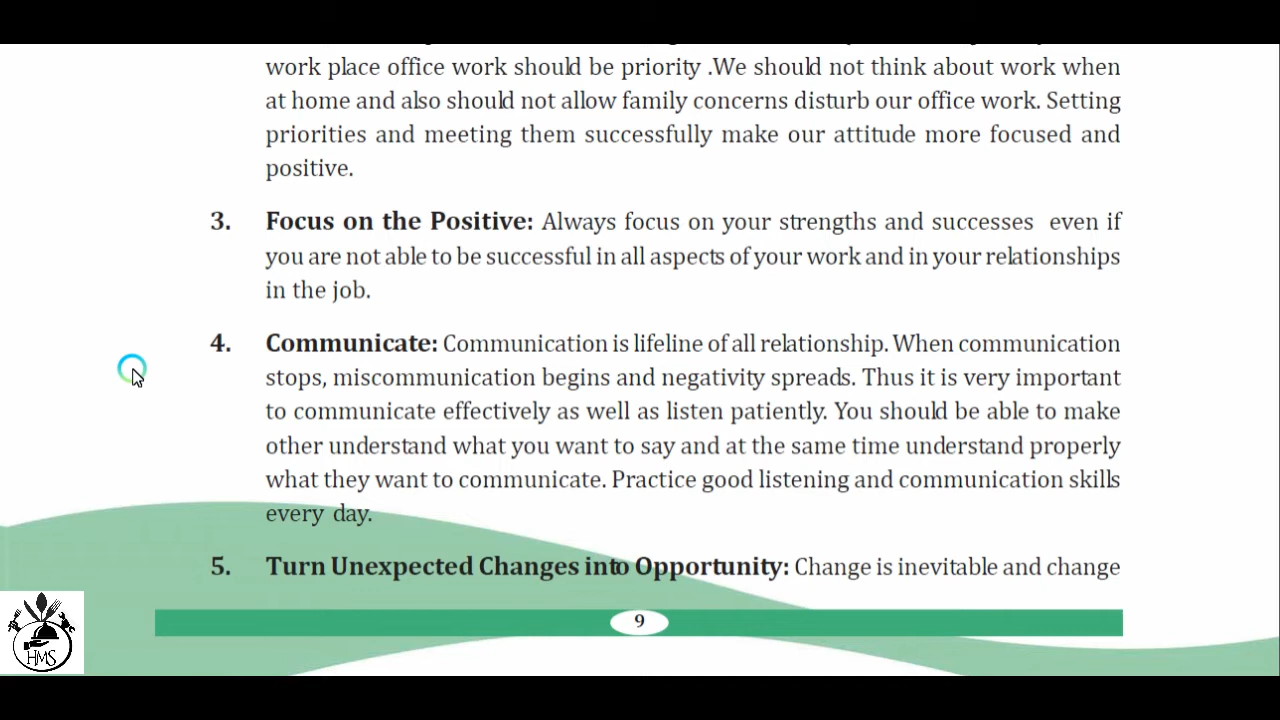 work place office work should be priority .We should not think about work when
at home and also should not allow family concerns disturb our office work. Setting
priorities and meeting them successfully make our attitude more focused and
positive.
3. Focus on the Positive: Always focus on your strengths and successes even if
you are not able to be successful in all aspects of your work and in your relationships
in the job.
4. Communicate: Communication is lifeline of all relationship. When communication
stops, miscommunication begins and negativity spreads. Thus it is very important
to communicate effectively as well as listen patiently. You should be able to make
other understand what you want to say and at the same time understand properly
what they want to communicate. Practice good listening and communication skills
every day.
5. Turn Unexpected Changes into Opportunity: Change is inevitable and change
9
HMS